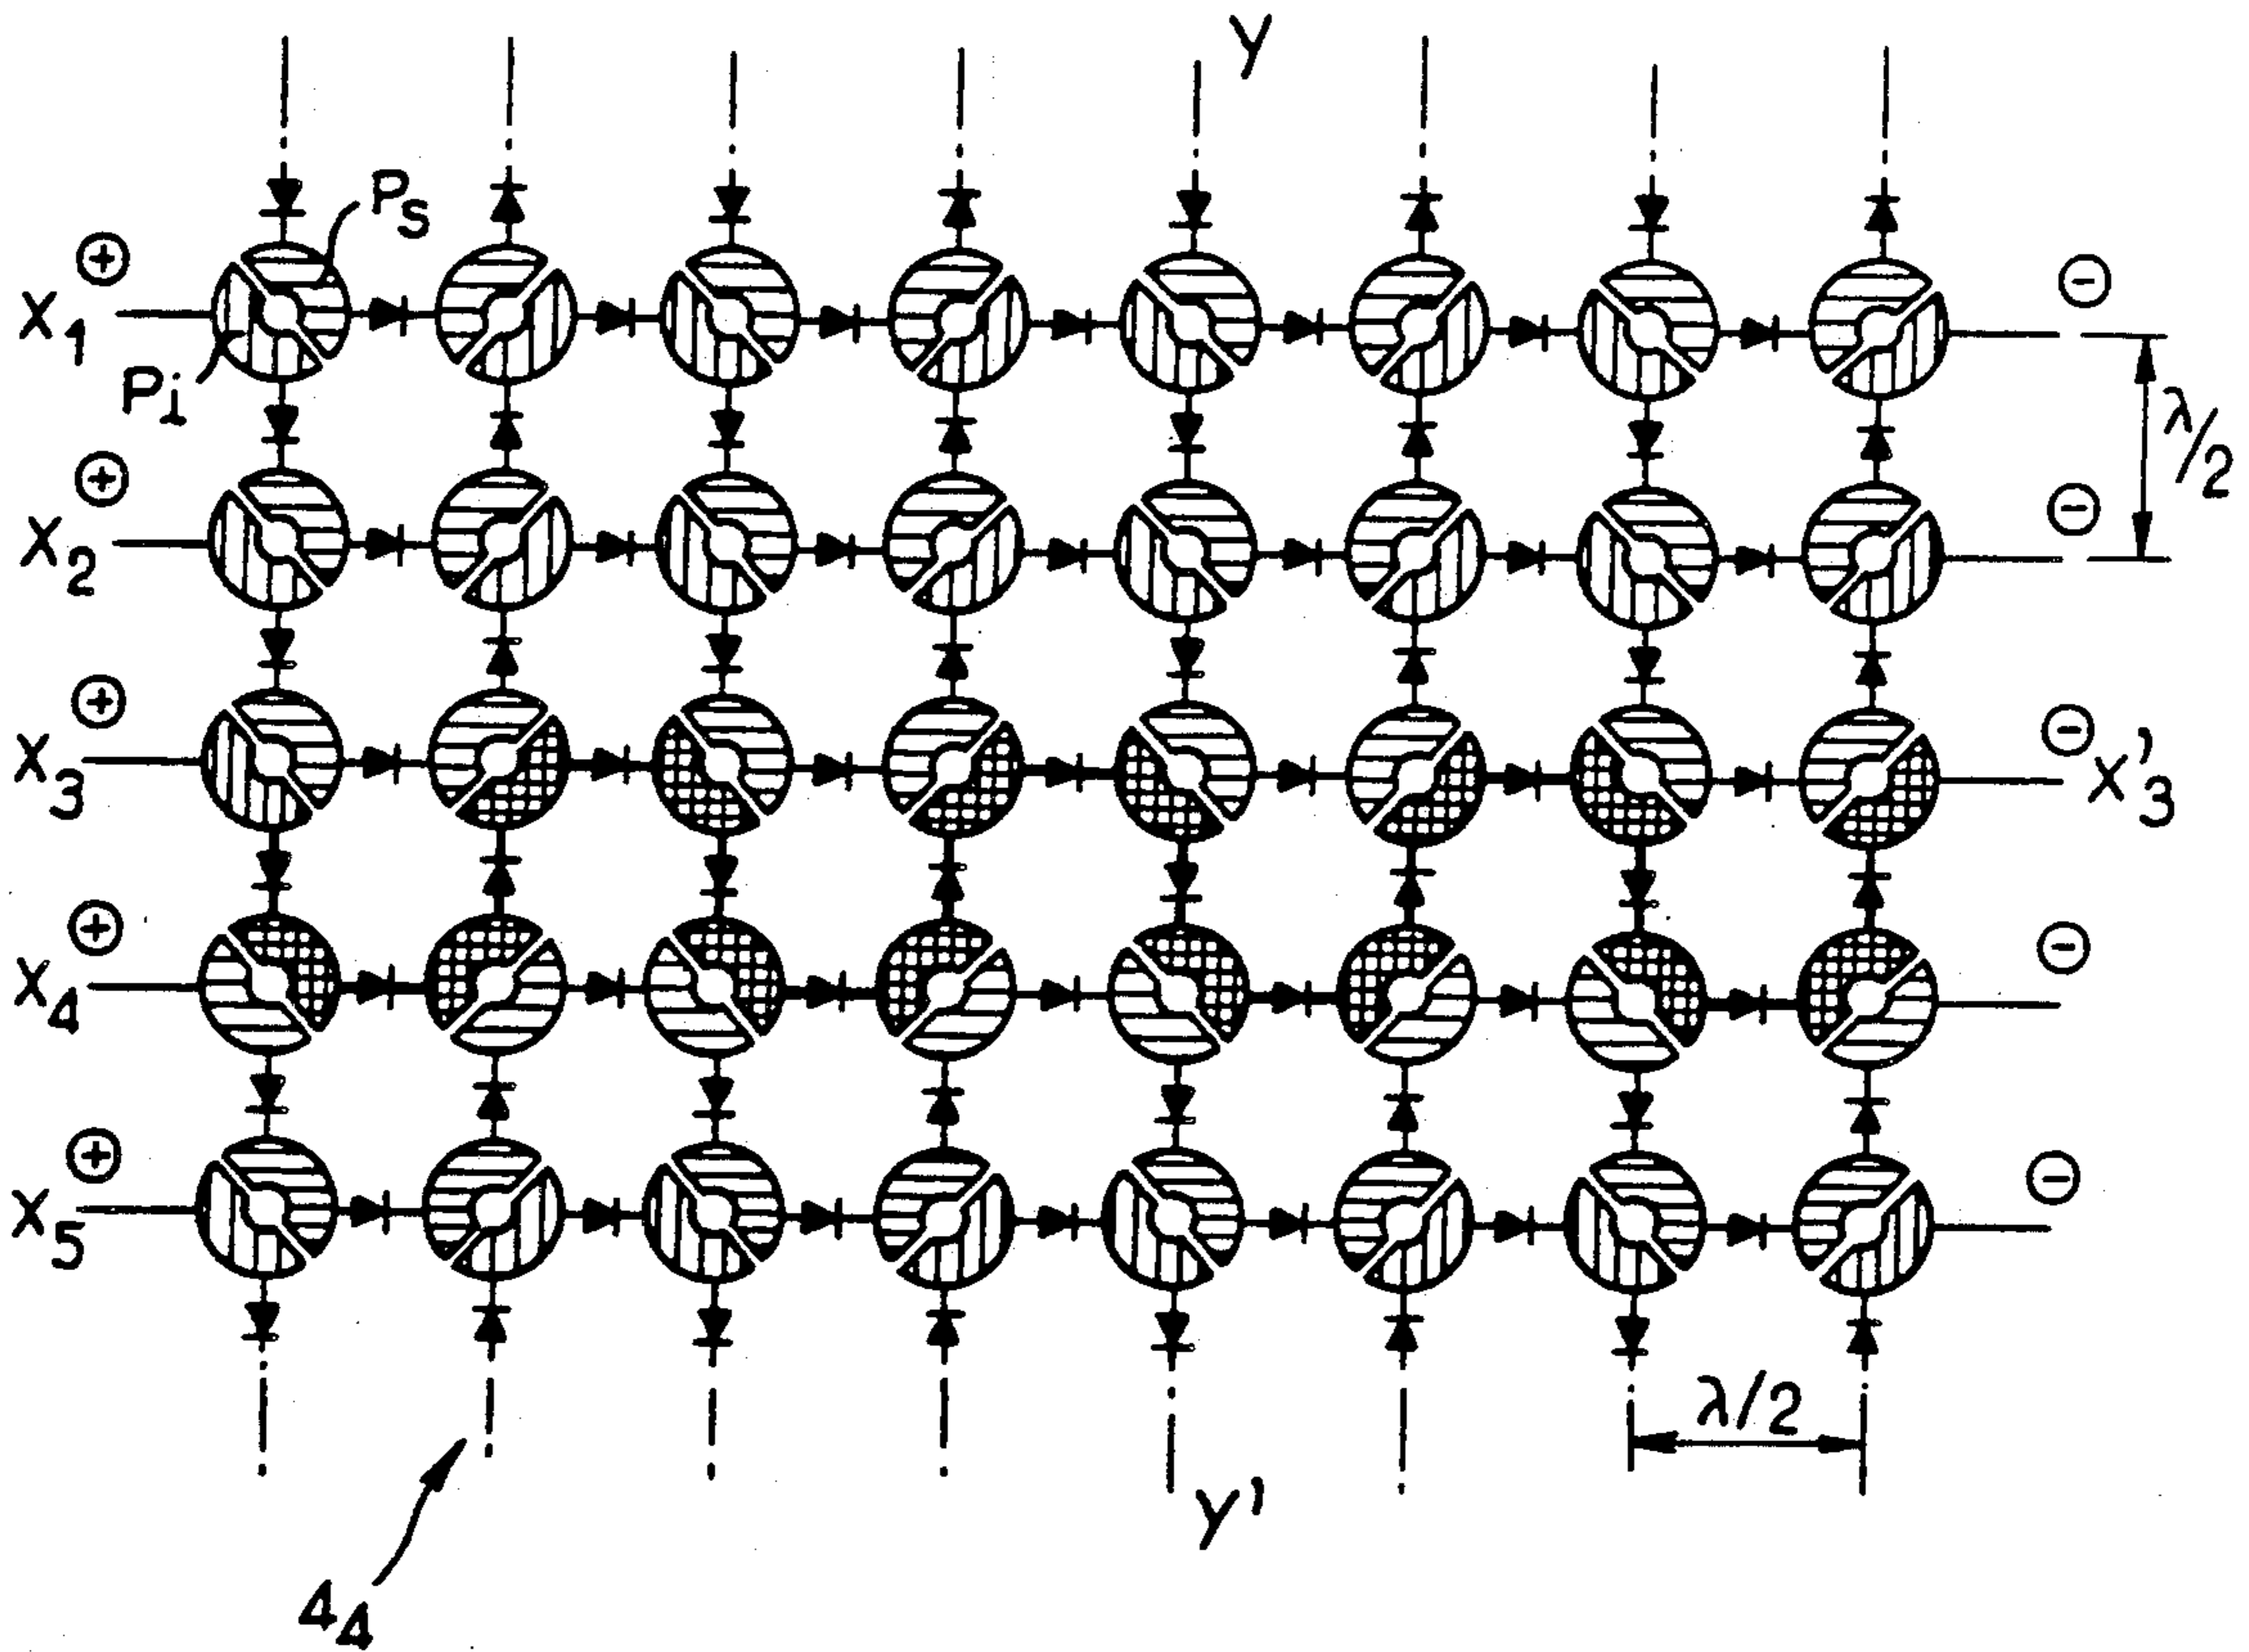 Y
Ps
⊕ ⊖
X1
Pi
λ/2
⊕ ⊖
X2
⊕ ⊖
X3 X'3
⊕ ⊖
X4
⊕ ⊖
X5
λ/2
Y'
44